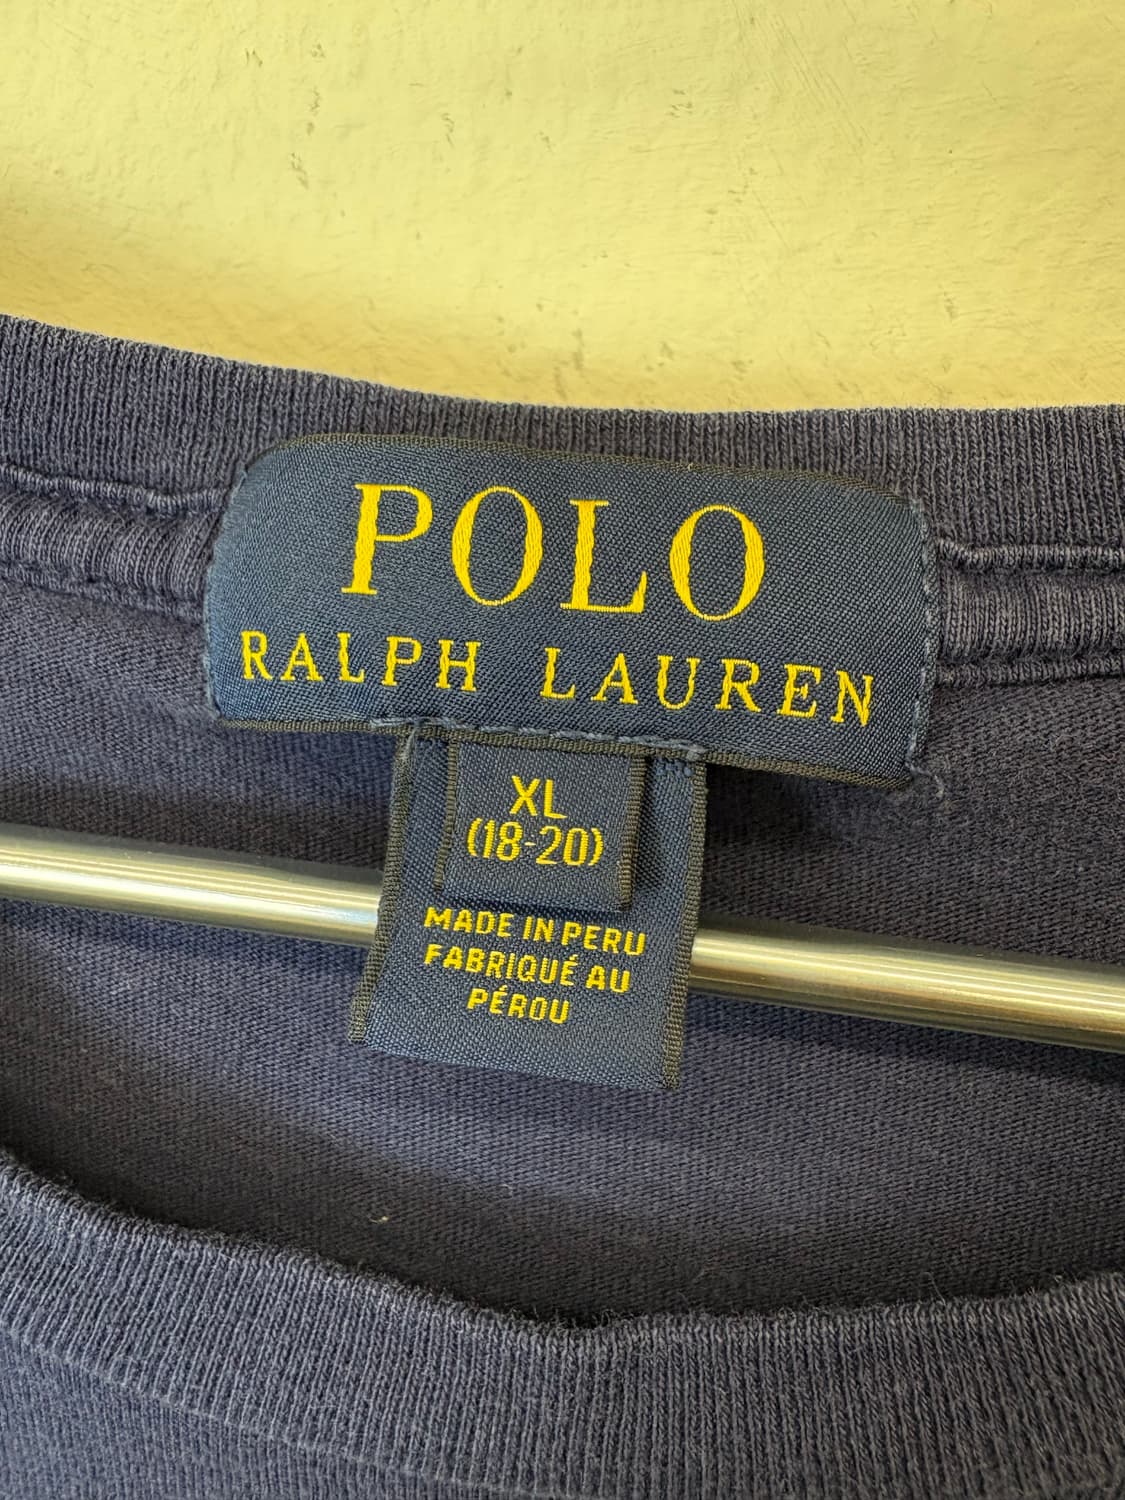 POLO
RALPH LAUREN
XL
(18-20)
MADE IN PERU
FABRIQUÉ AU
PÉROU